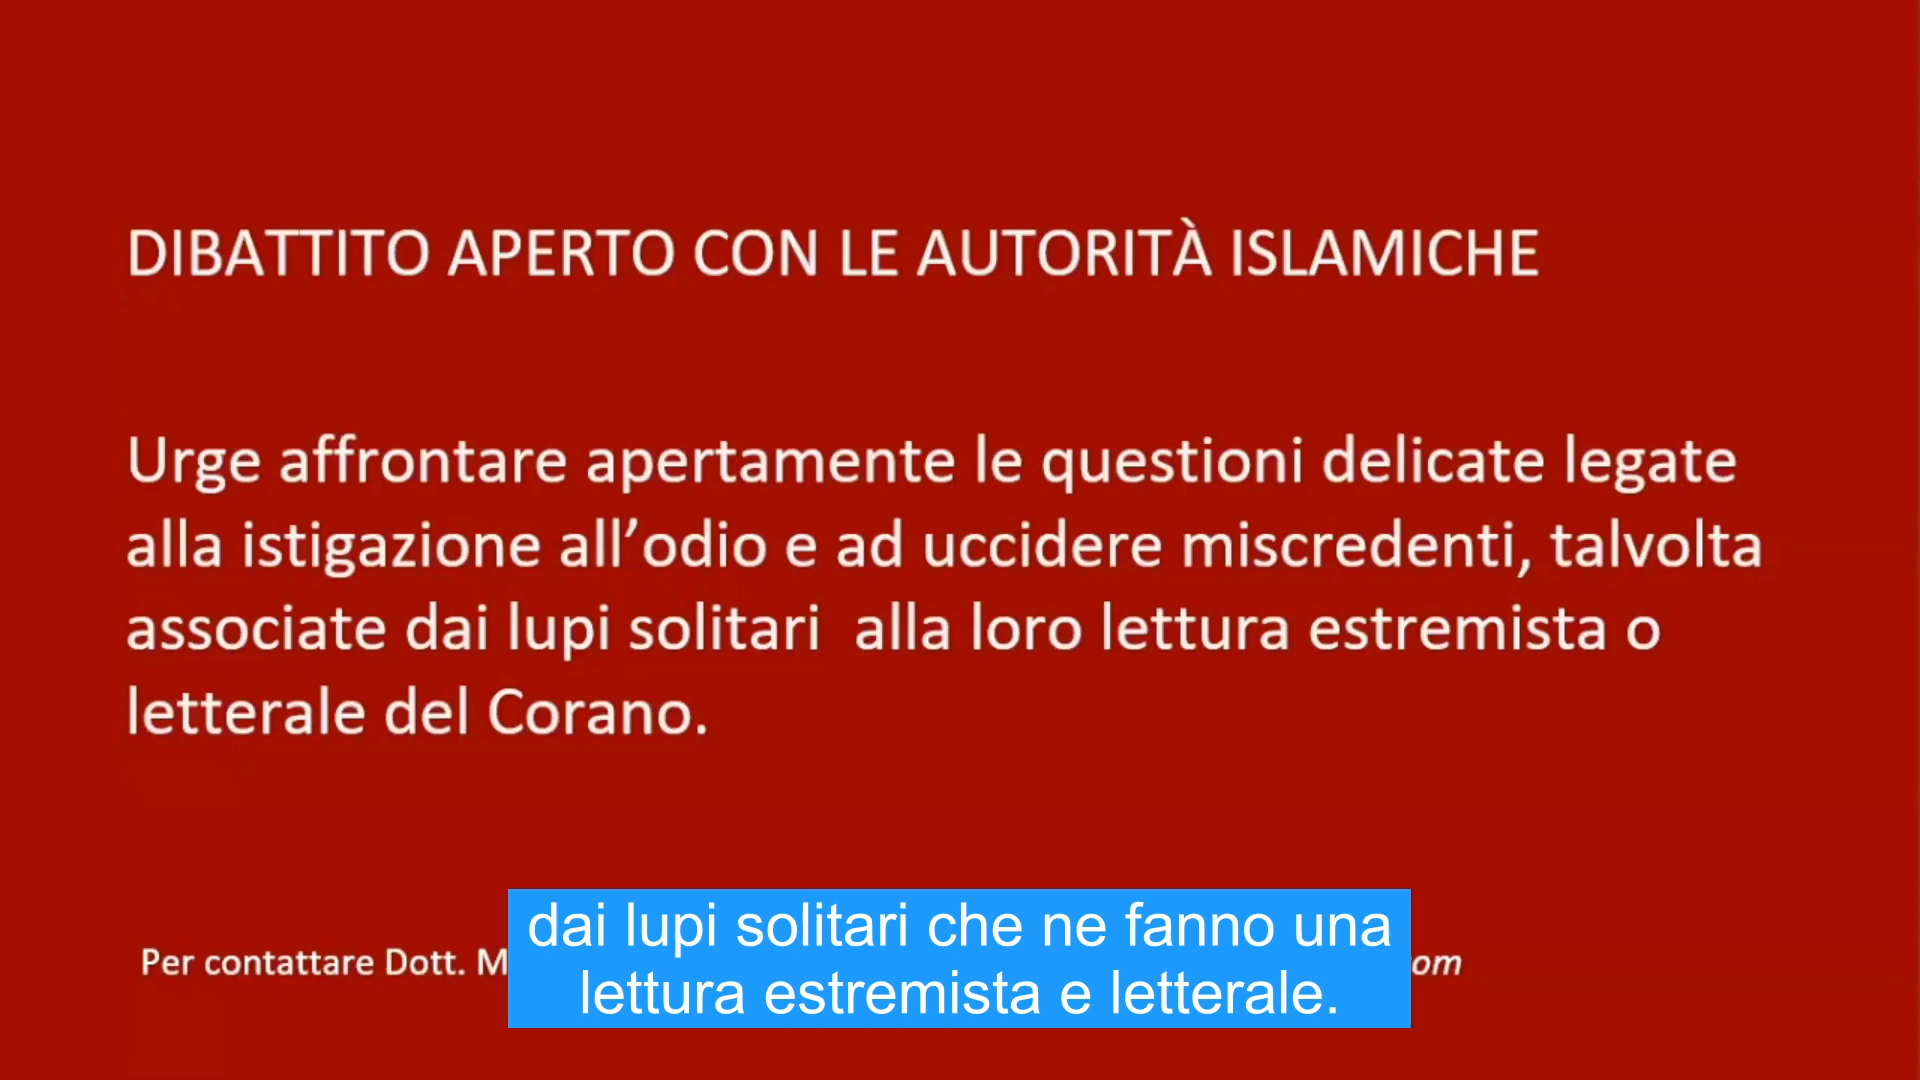 DIBATTITO APERTO CON LE AUTORITÀ ISLAMICHE
Urge affrontare apertamente le questioni delicate legate
alla istigazione all’odio e ad uccidere miscredenti, talvolta
associate dai lupi solitari  alla loro lettura estremista o
letterale del Corano.
Per contattare Dott.
dai lupi solitari che ne fanno una
lettura estremista e letterale.